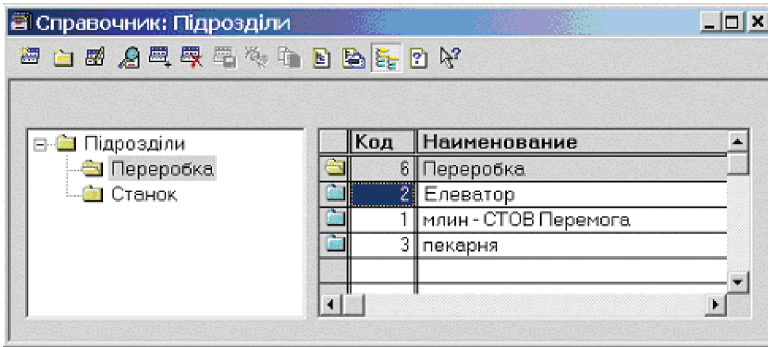 Справочник: Підрозділи
Підрозділи
Переробка
Станок
Код Наименование
6 Переробка
2 Елеватор
1 млин - СТОВ Перемога
3 пекарня